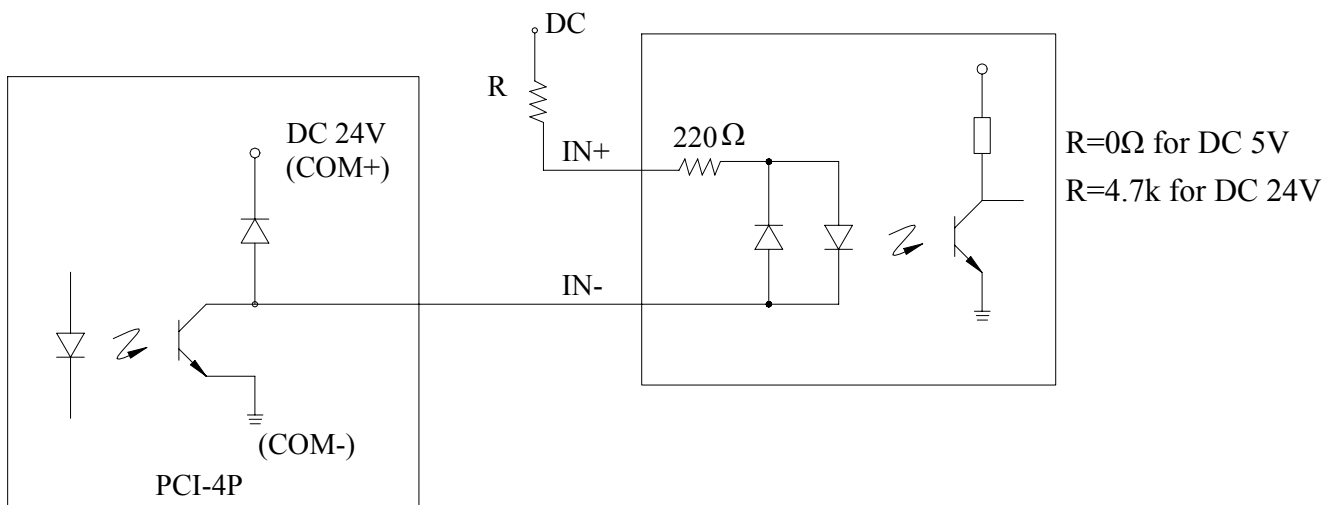 DC
R
DC 24V
(COM+)
IN+
220Ω
R=0Ω for DC 5V
R=4.7k for DC 24V
IN-
(COM-)
PCI-4P